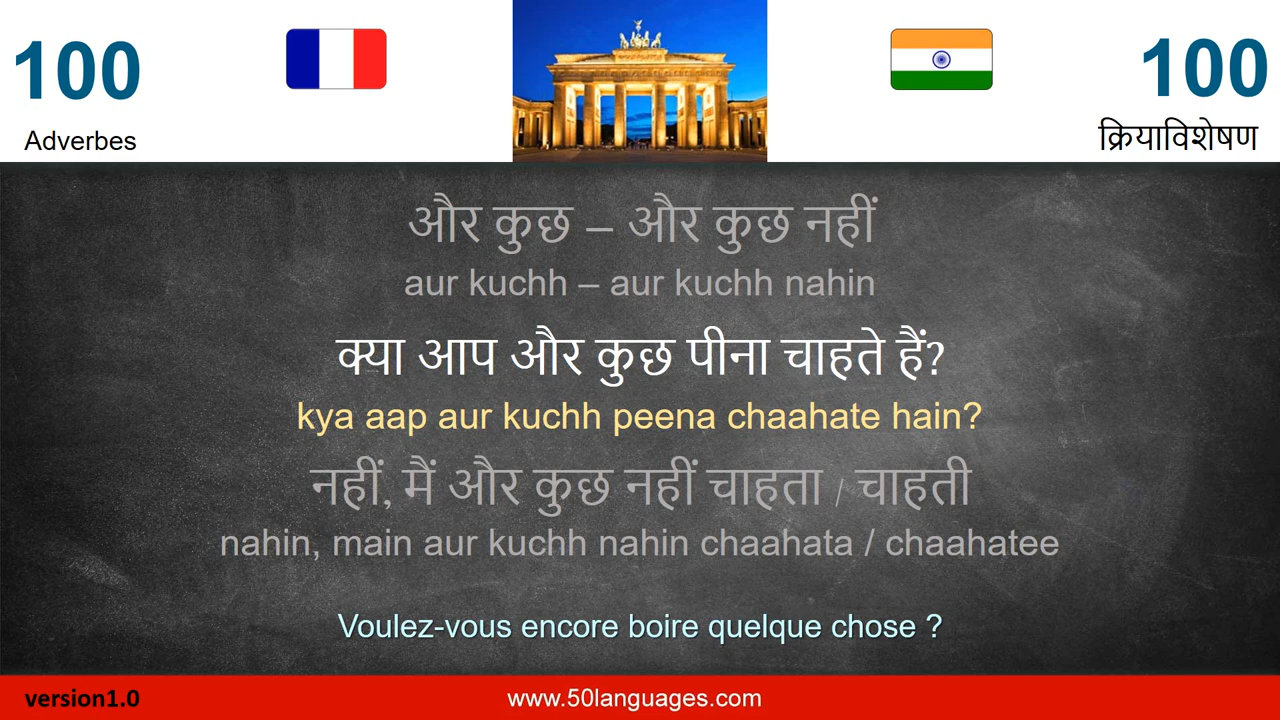 100
100
Adverbes
क्रियाविशेषण
और कुछ – और कुछ नहीं
aur kuchh – aur kuchh nahin
क्या आप और कुछ पीना चाहते हैं?
kya aap aur kuchh peena chaahate hain?
नहीं, मैं और कुछ नहीं चाहता / चाहती
nahin, main aur kuchh nahin chaahata / chaahatee
Voulez-vous encore boire quelque chose ?
version1.0
www.50languages.com